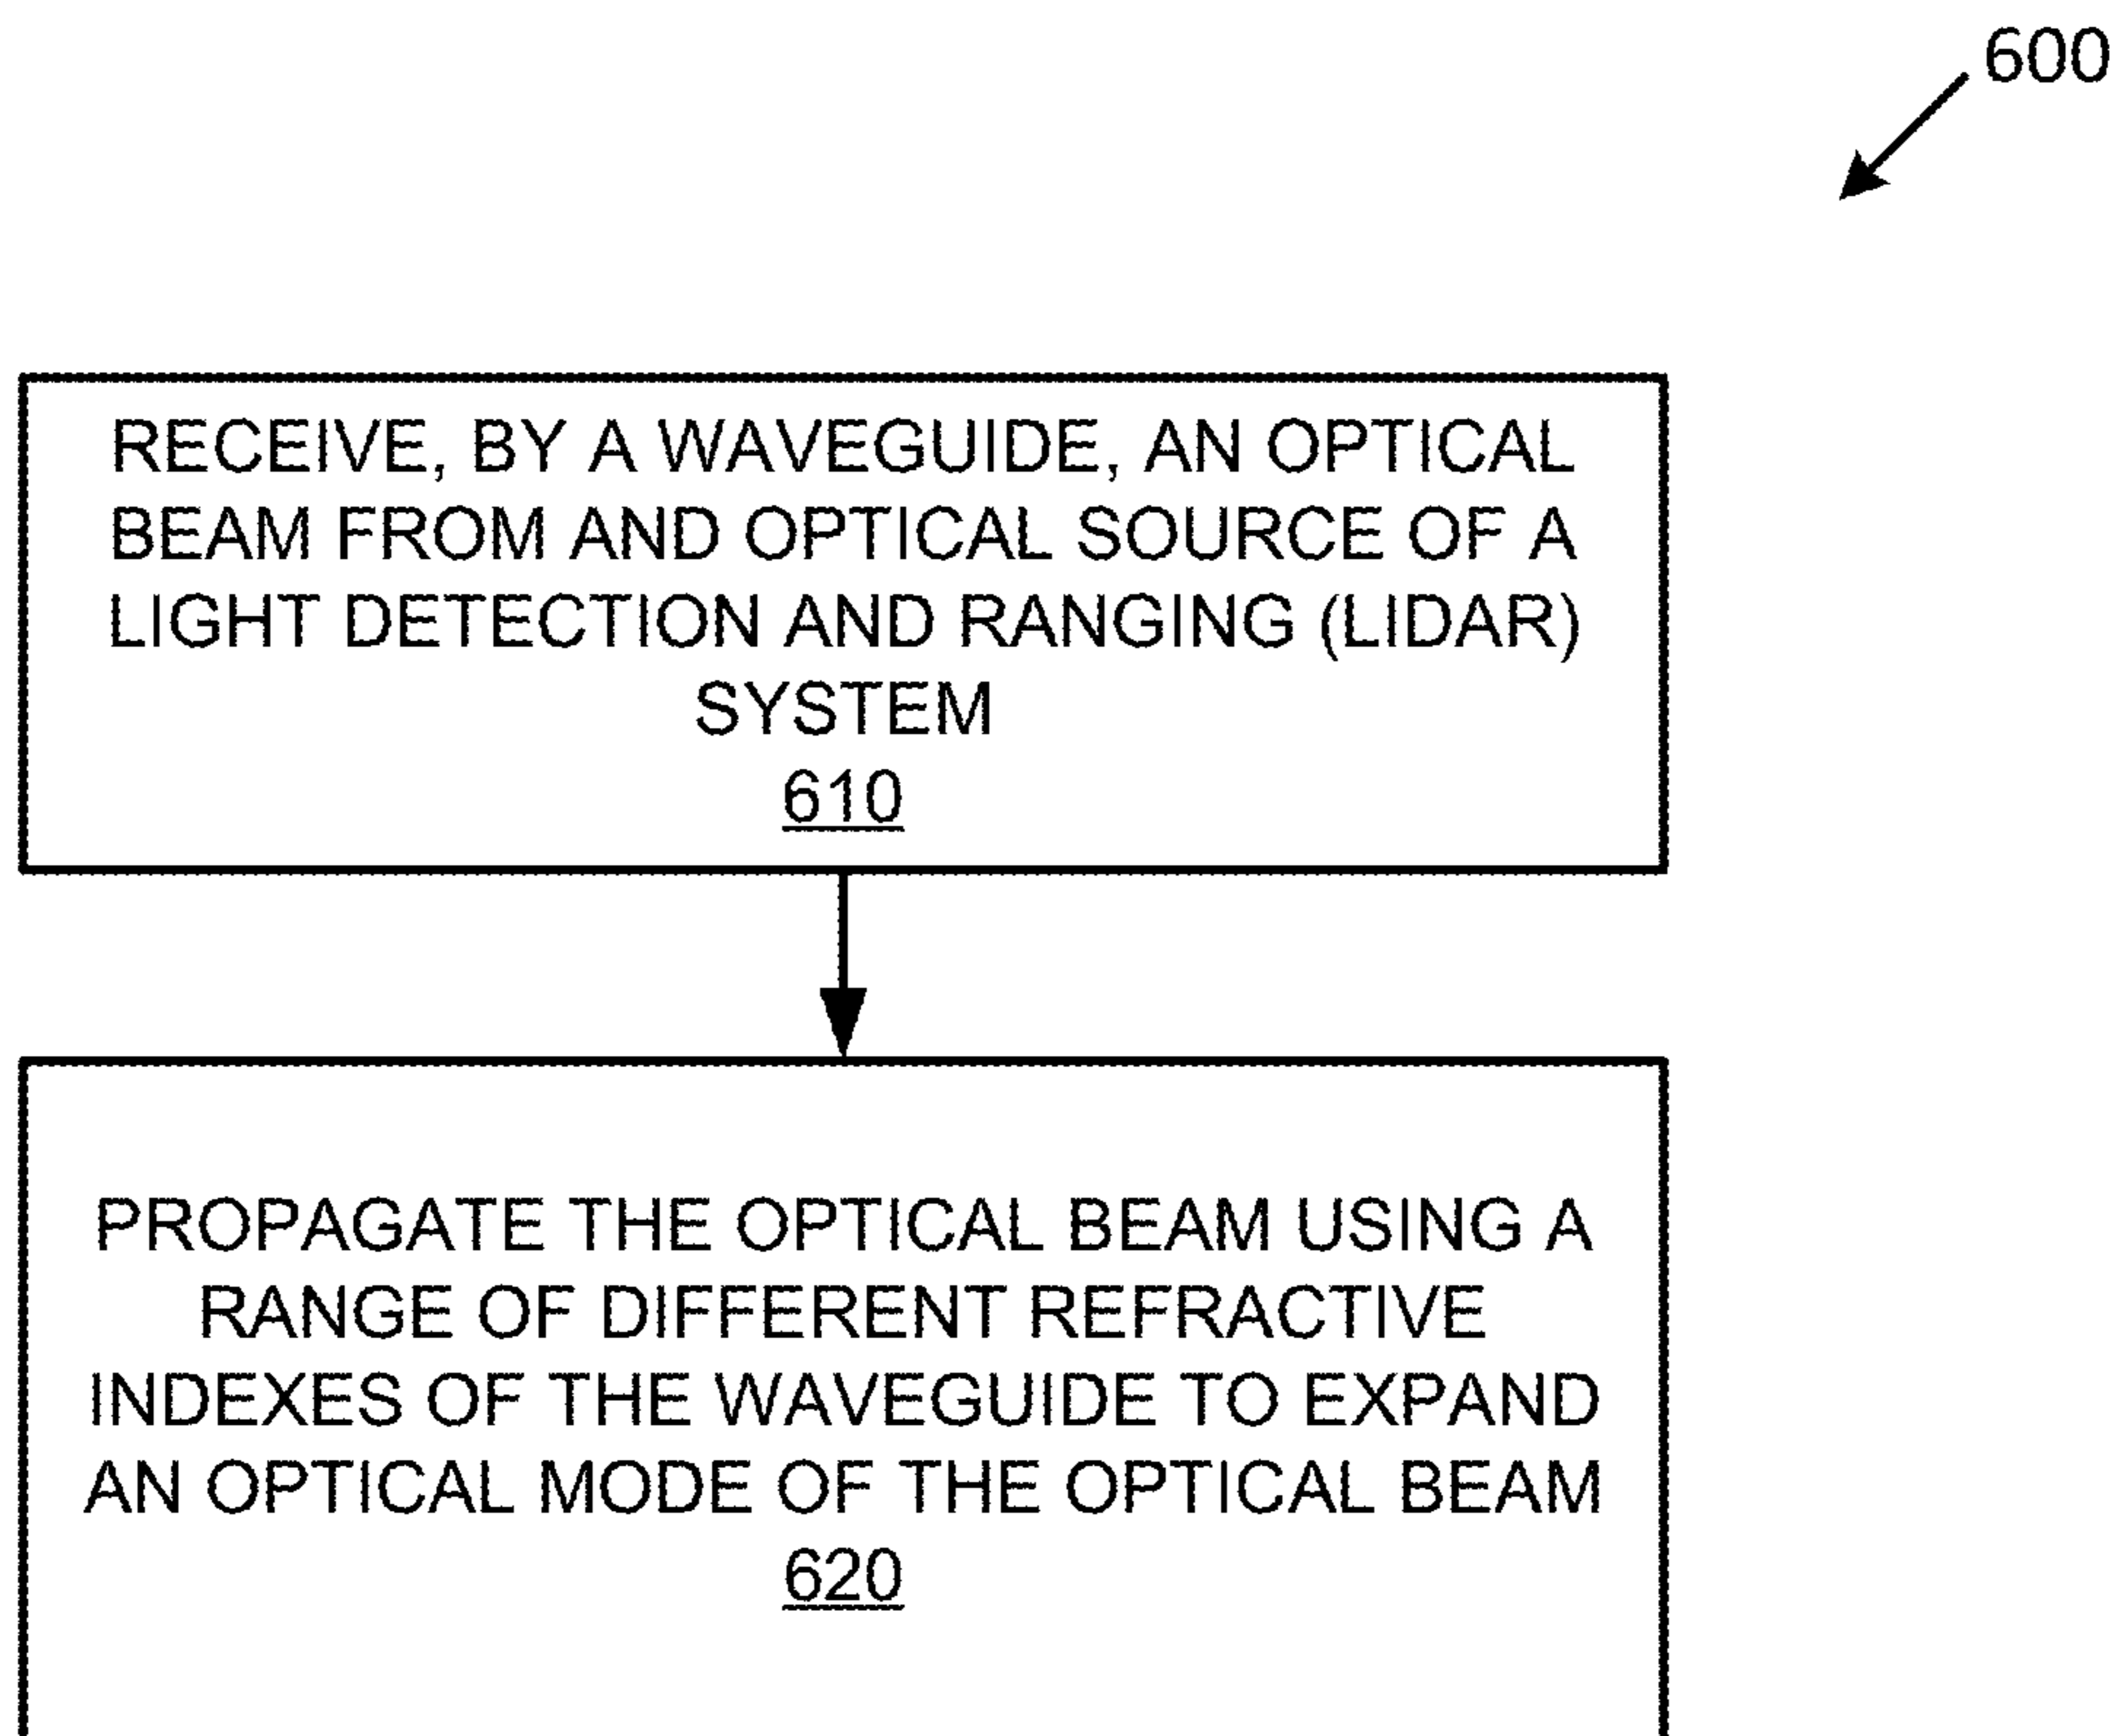 600
RECEIVE, BY A WAVEGUIDE, AN OPTICAL
BEAM FROM AND OPTICAL SOURCE OF A
LIGHT DETECTION AND RANGING (LIDAR)
SYSTEM
610
PROPAGATE THE OPTICAL BEAM USING A
RANGE OF DIFFERENT REFRACTIVE
INDEXES OF THE WAVEGUIDE TO EXPAND
AN OPTICAL MODE OF THE OPTICAL BEAM
620